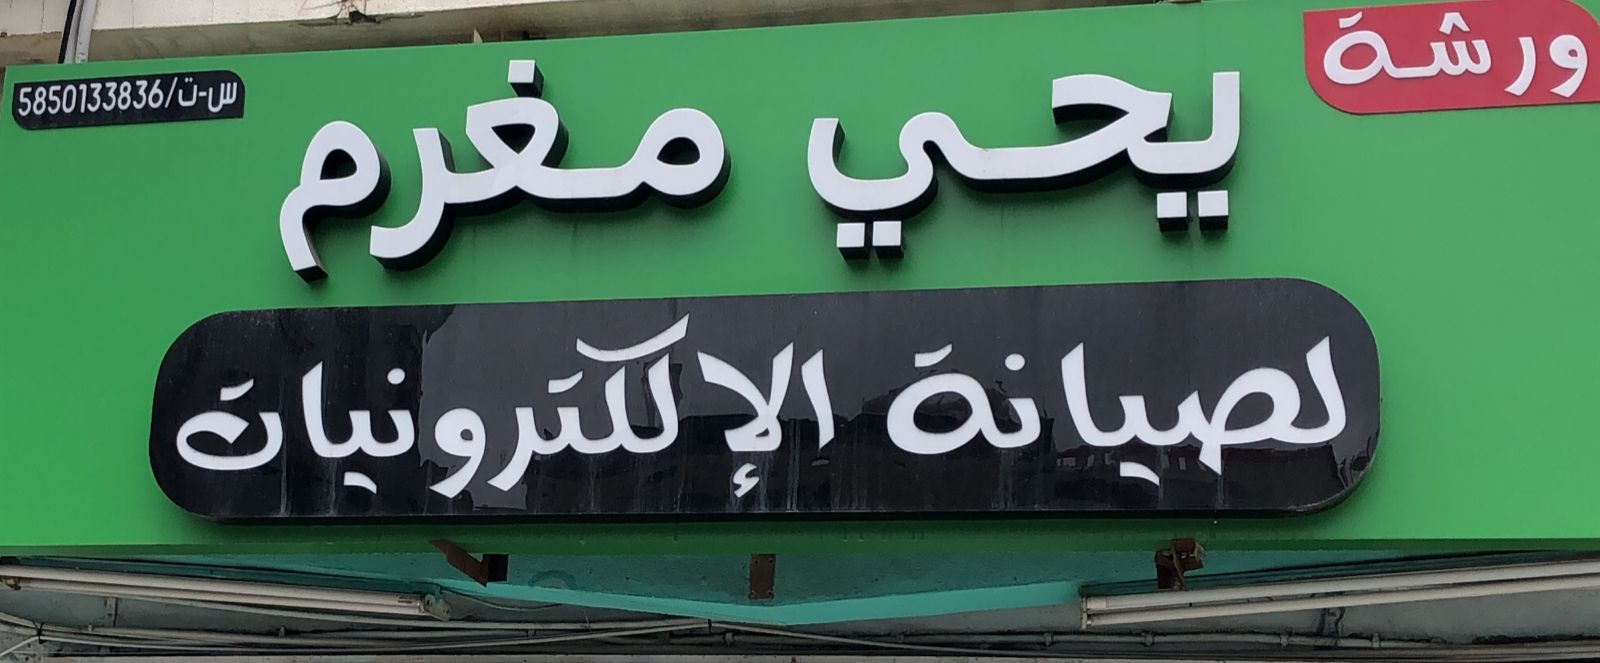 ورشة
يحي مغرم
س-ت/5850133836
لصيانة الإلكترونيات